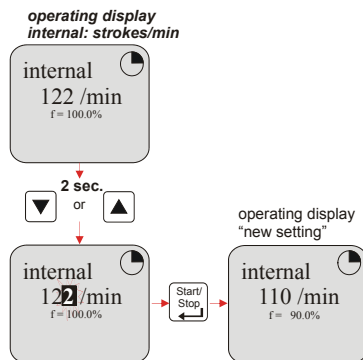 operating display
internal: strokes/min
internal
122 /min
f = 100.0%
2 sec.
or
internal
122 /min
f = 100.0%
Start/
Stop
operating display
“new setting”
internal
110 /min
f = 90.0%